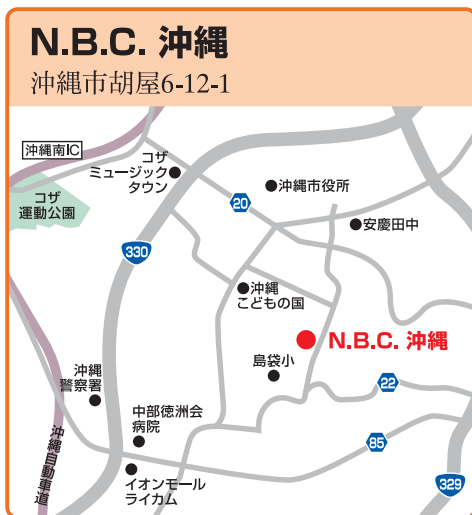 N.B.C. 沖縄
沖縄市胡屋6-12-1
沖縄南IC
コザ
ミュージック
タウン
沖縄市役所
コザ
運動公園
20
安慶田中
330
沖縄
こどもの国
N.B.C. 沖縄
島袋小
沖縄
警察署
22
中部徳洲会
病院
85
沖縄自動車道
イオンモール
ライカム
329